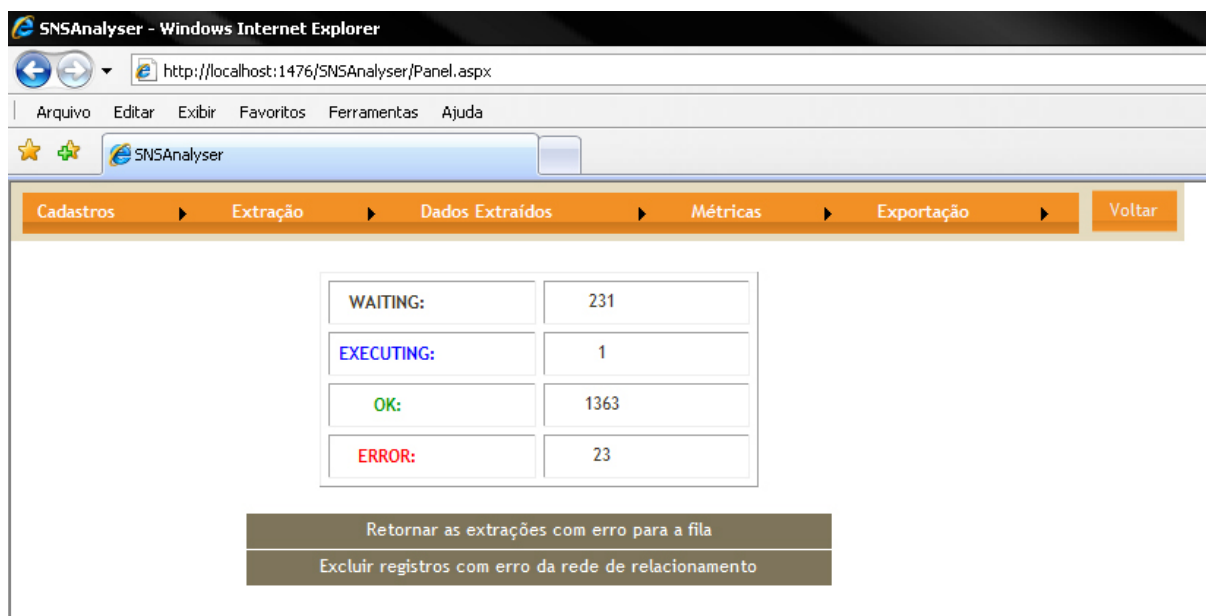 SNSAnalyser - Windows Internet Explorer
http://localhost:1476/SNSAnalyser/Panel.aspx
Arquivo Editar Exibir Favoritos Ferramentas Ajuda
SNSAnalyser
Cadastros Extração Dados Extraídos Métricas Exportação Voltar
WAITING: 231
EXECUTING: 1
OK: 1363
ERROR: 23
Retornar as extrações com erro para a fila
Excluir registros com erro da rede de relacionamento